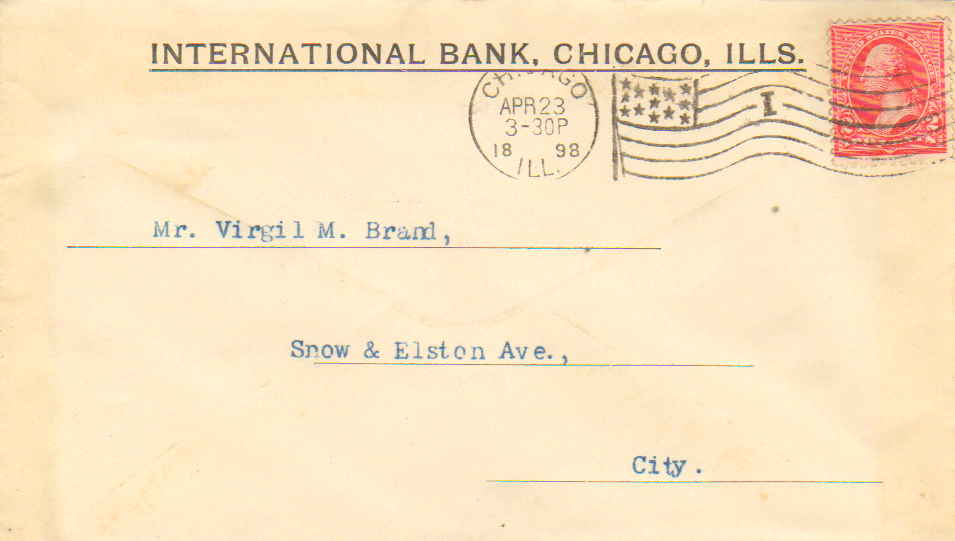 INTERNATIONAL BANK, CHICAGO, ILLS.
CHICAGO
APR 23
3-30P
18 98
ILL.
I
Mr. Virgil M. Brand,
Snow & Elston Ave.,
City.